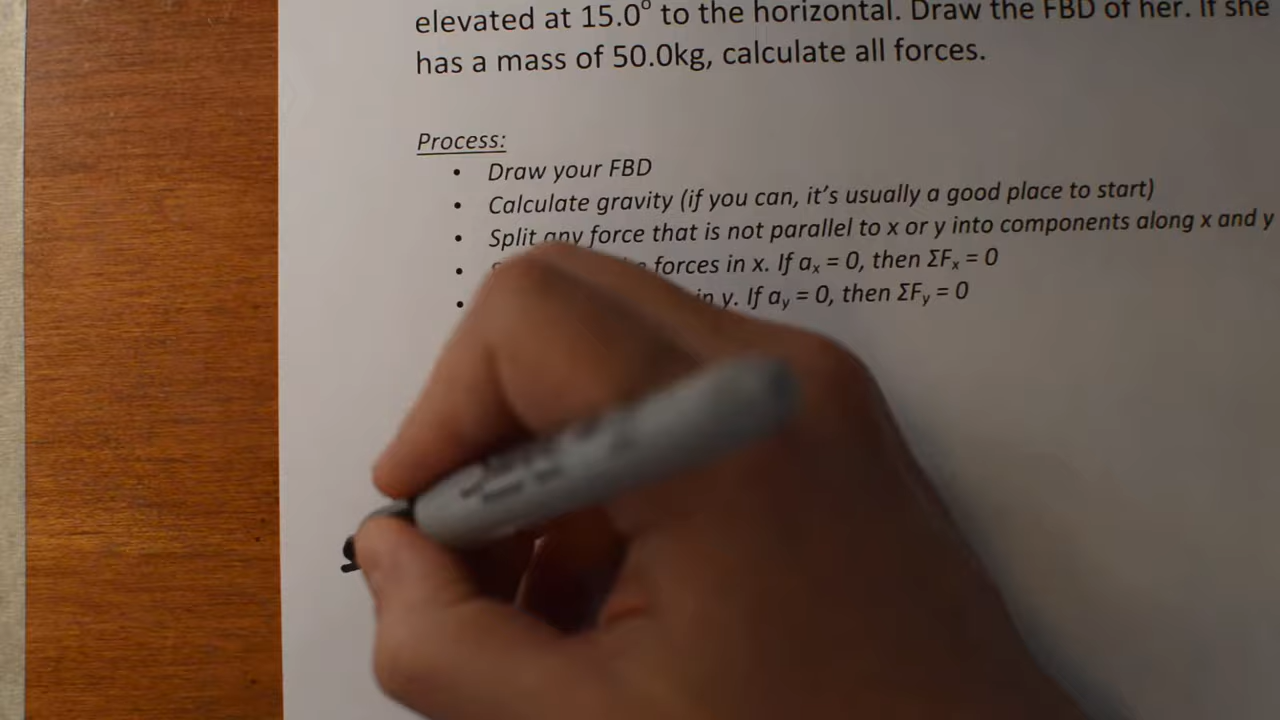 elevated at 15.0° to the horizontal. Draw the FBD of her. If she
has a mass of 50.0kg, calculate all forces.
Process:
• Draw your FBD
• Calculate gravity (if you can, it's usually a good place to start)
• Split any force that is not parallel to x or y into components along x and y
• forces in x. If aₓ = 0, then ΣFₓ = 0
• in y. If a_y = 0, then ΣF_y = 0